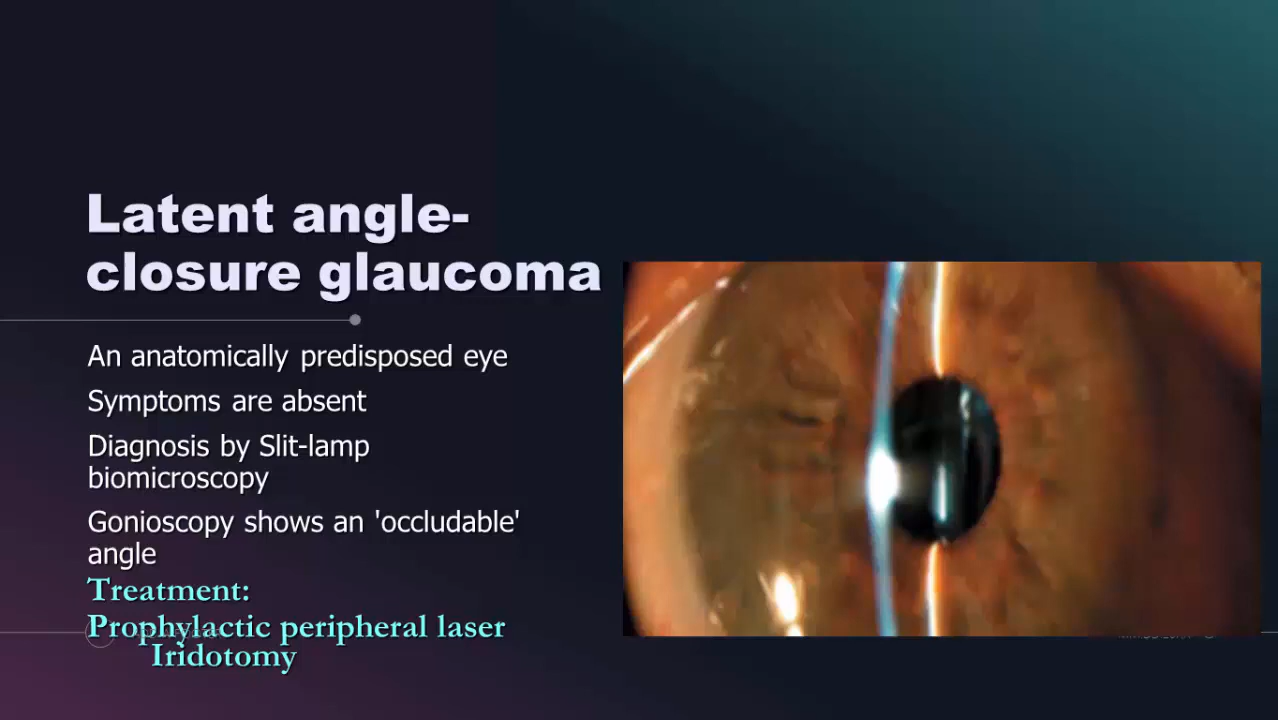 Latent angle-
closure glaucoma
An anatomically predisposed eye
Symptoms are absent
Diagnosis by Slit-lamp
biomicroscopy
Gonioscopy shows an 'occludable'
angle
Treatment:
Prophylactic peripheral laser
Iridotomy